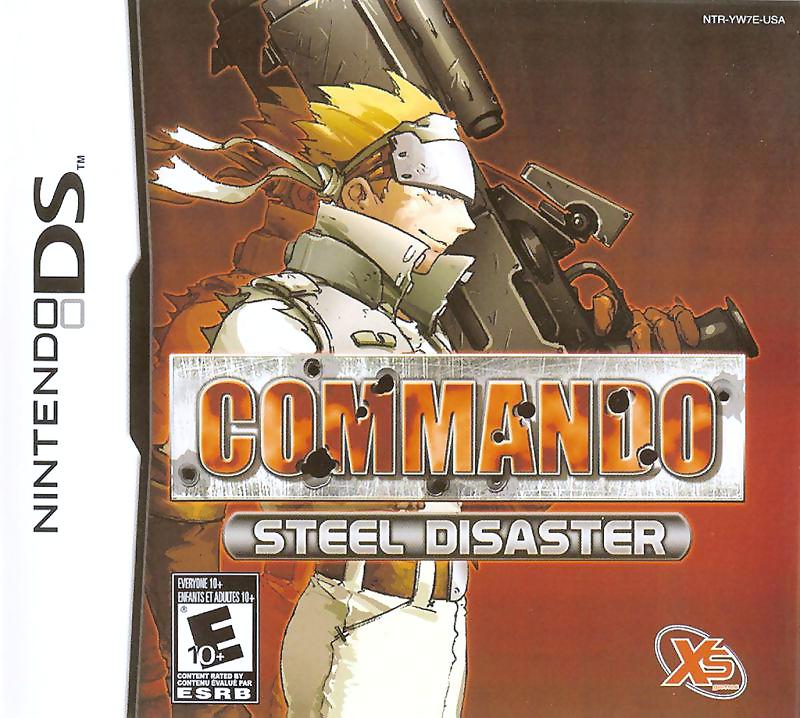 NTR-YW7E-USA
NINTENDO DS™
COMMANDO
STEEL DISASTER
EVERYONE 10+
ENFANTS ET ADULTES 10+
E
10+
®
CONTENT RATED BY
CONTENU ÉVALUÉ PAR
ESRB
XS
games